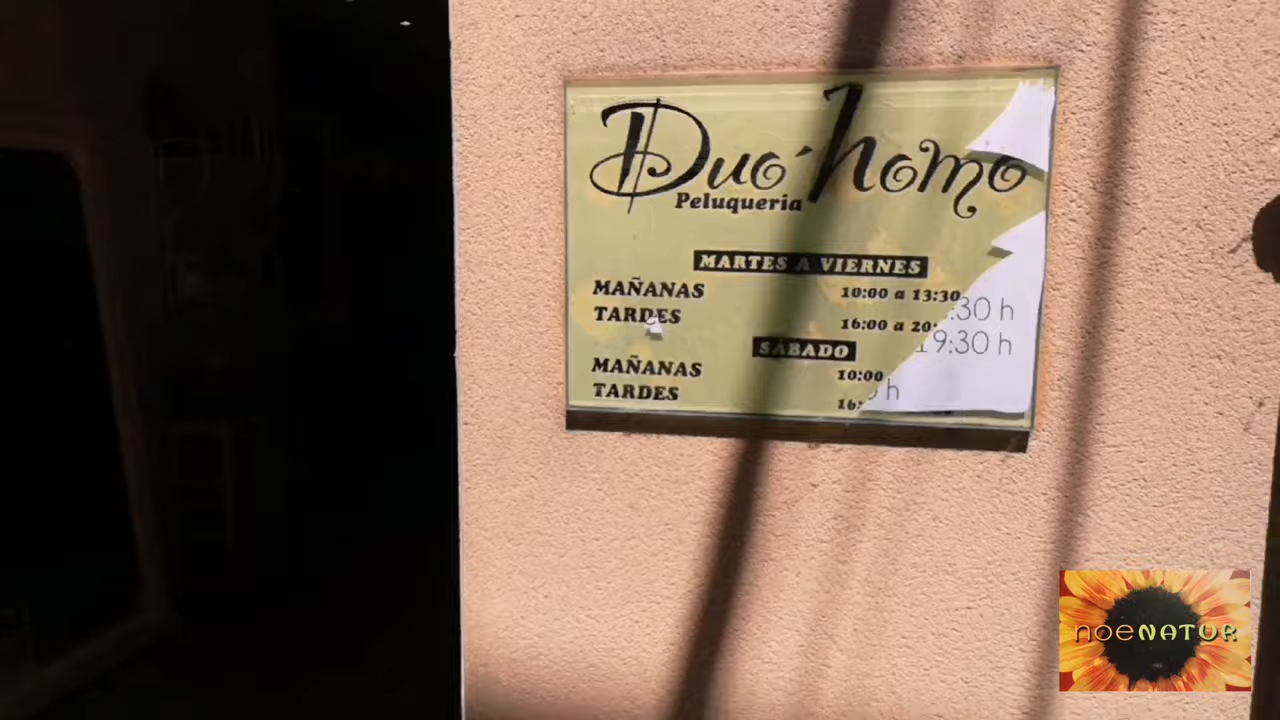 Duo´homo
Peluqueria
MARTES A VIERNES
MAÑANAS 10:00 a 13:30
:30 h
TARDES 16:00 a 20:
19:30 h
SÁBADO
MAÑANAS 10:00
h
TARDES 16:
noeNATUR